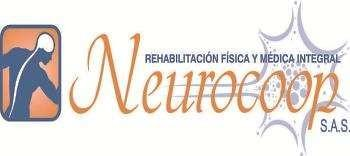 REHABILITACIÓN FÍSICA Y MÉDICA INTEGRAL
Neurocoop
S.A.S.